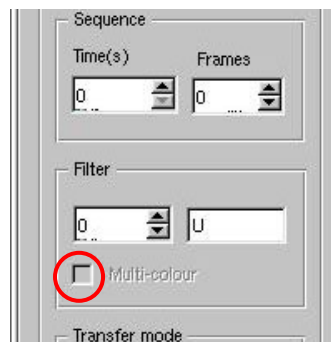 Sequence
Time(s) Frames
0 0
Filter
0 U
Multi-colour
Transfer mode